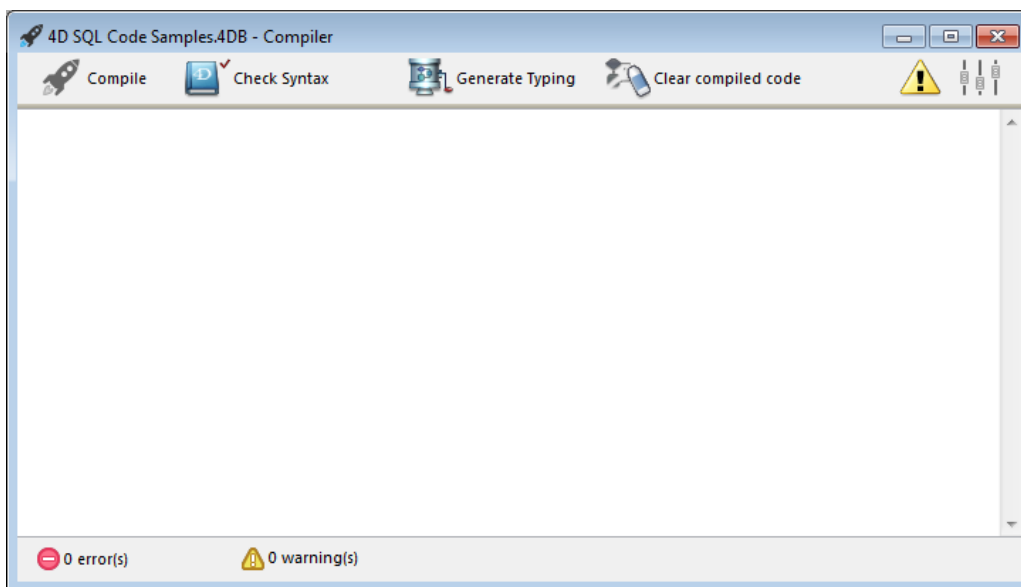 4D SQL Code Samples.4DB - Compiler
Compile Check Syntax Generate Typing Clear compiled code
0 error(s) 0 warning(s)